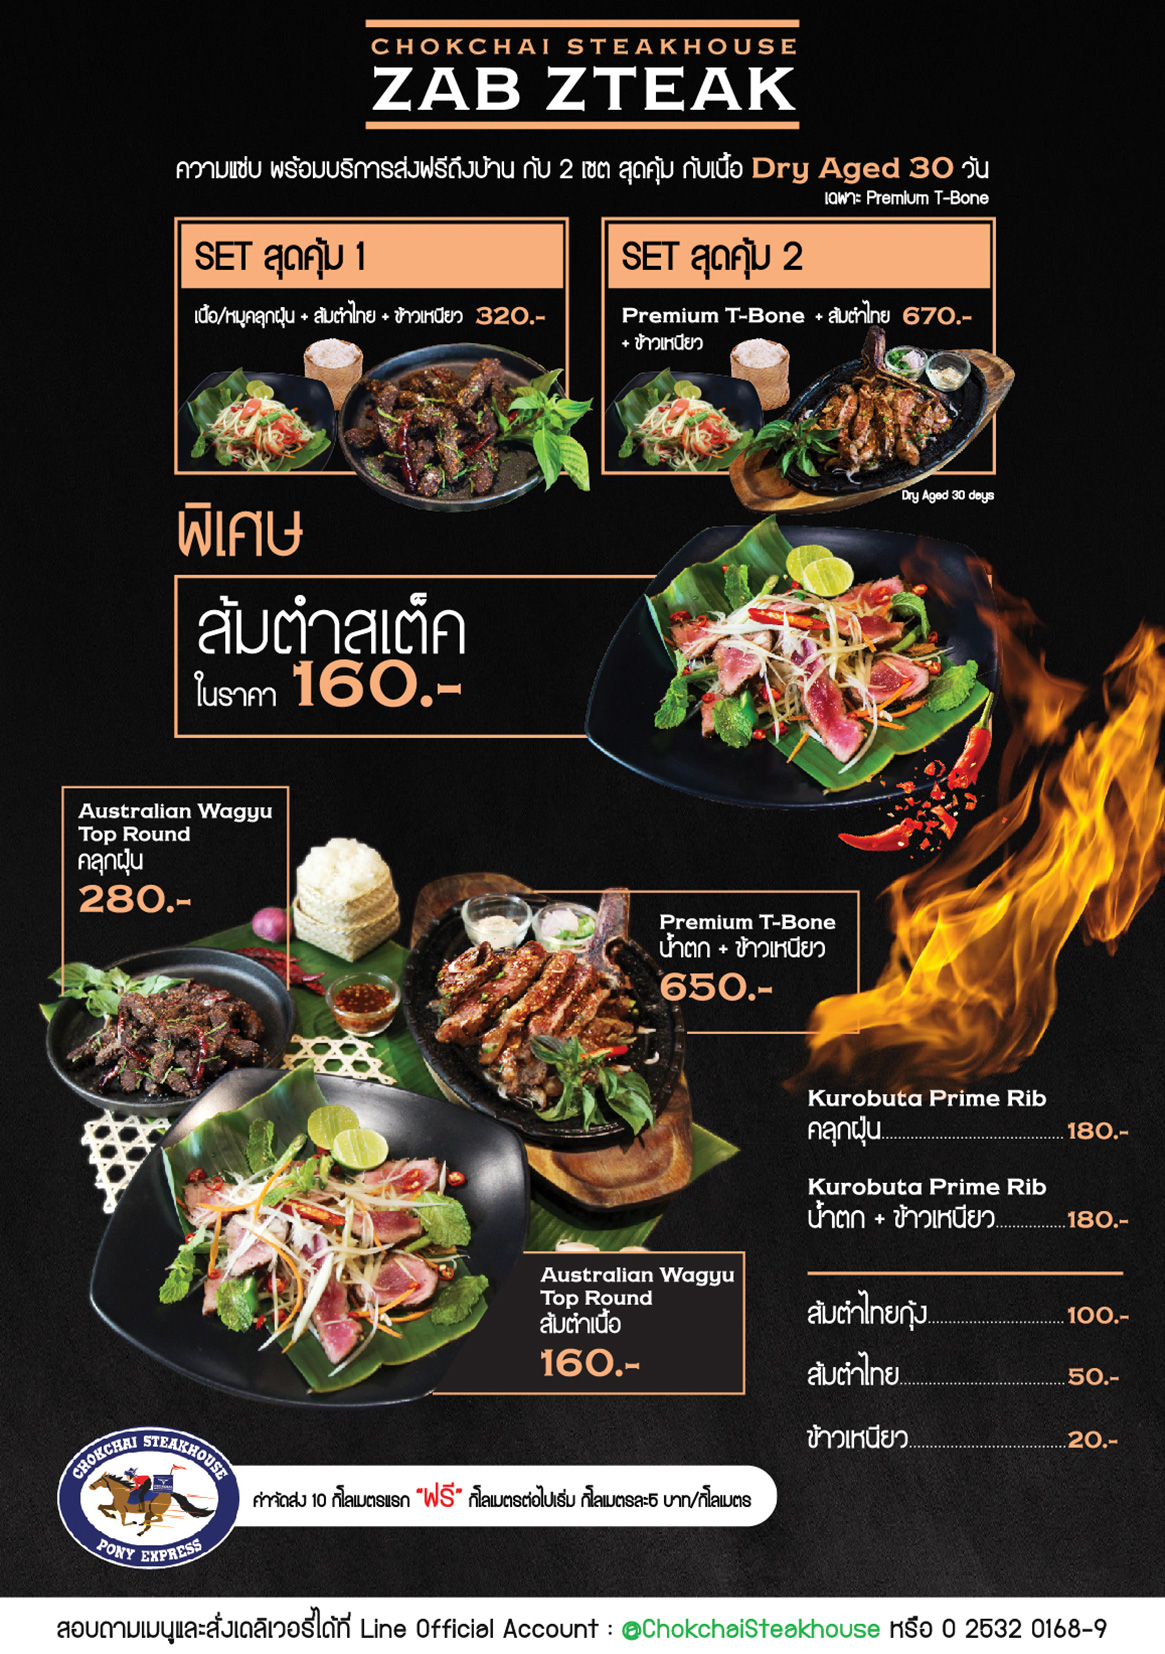 CHOKCHAI STEAKHOUSE
ZAB ZTEAK
ความแซ่บ พร้อมบริการส่งฟรีถึงบ้าน กับ 2 เซต สุดคุ้ม กับเนื้อ Dry Aged 30 วัน
เฉพาะ Premium T-Bone
SET สุดคุ้ม 1
เนื้อ/หมูคลุกฝุ่น + ส้มตำไทย + ข้าวเหนียว 320.-
SET สุดคุ้ม 2
Premium T-Bone + ส้มตำไทย 670.-
+ ข้าวเหนียว
Dry Aged 30 days
พิเศษ
ส้มตำสเต็ค
ในราคา 160.-
Australian Wagyu
Top Round
คลุกฝุ่น
280.-
Premium T-Bone
น้ำตก + ข้าวเหนียว
650.-
Kurobuta Prime Rib
คลุกฝุ่น 180.-
Kurobuta Prime Rib
น้ำตก + ข้าวเหนียว 180.-
Australian Wagyu
Top Round
ส้มตำเนื้อ
160.-
ส้มตำไทยกุ้ง 100.-
ส้มตำไทย 50.-
ข้าวเหนียว 20.-
CHOKCHAI STEAKHOUSE
PONY EXPRESS
ค่าจัดส่ง 10 กิโลเมตรแรก "ฟรี" กิโลเมตรต่อไปเริ่ม กิโลเมตรละ5 บาท/กิโลเมตร
สอบถามเมนูและสั่งเดลิเวอรี่ได้ที่ Line Official Account : @ChokchaiSteakhouse หรือ 0 2532 0168-9